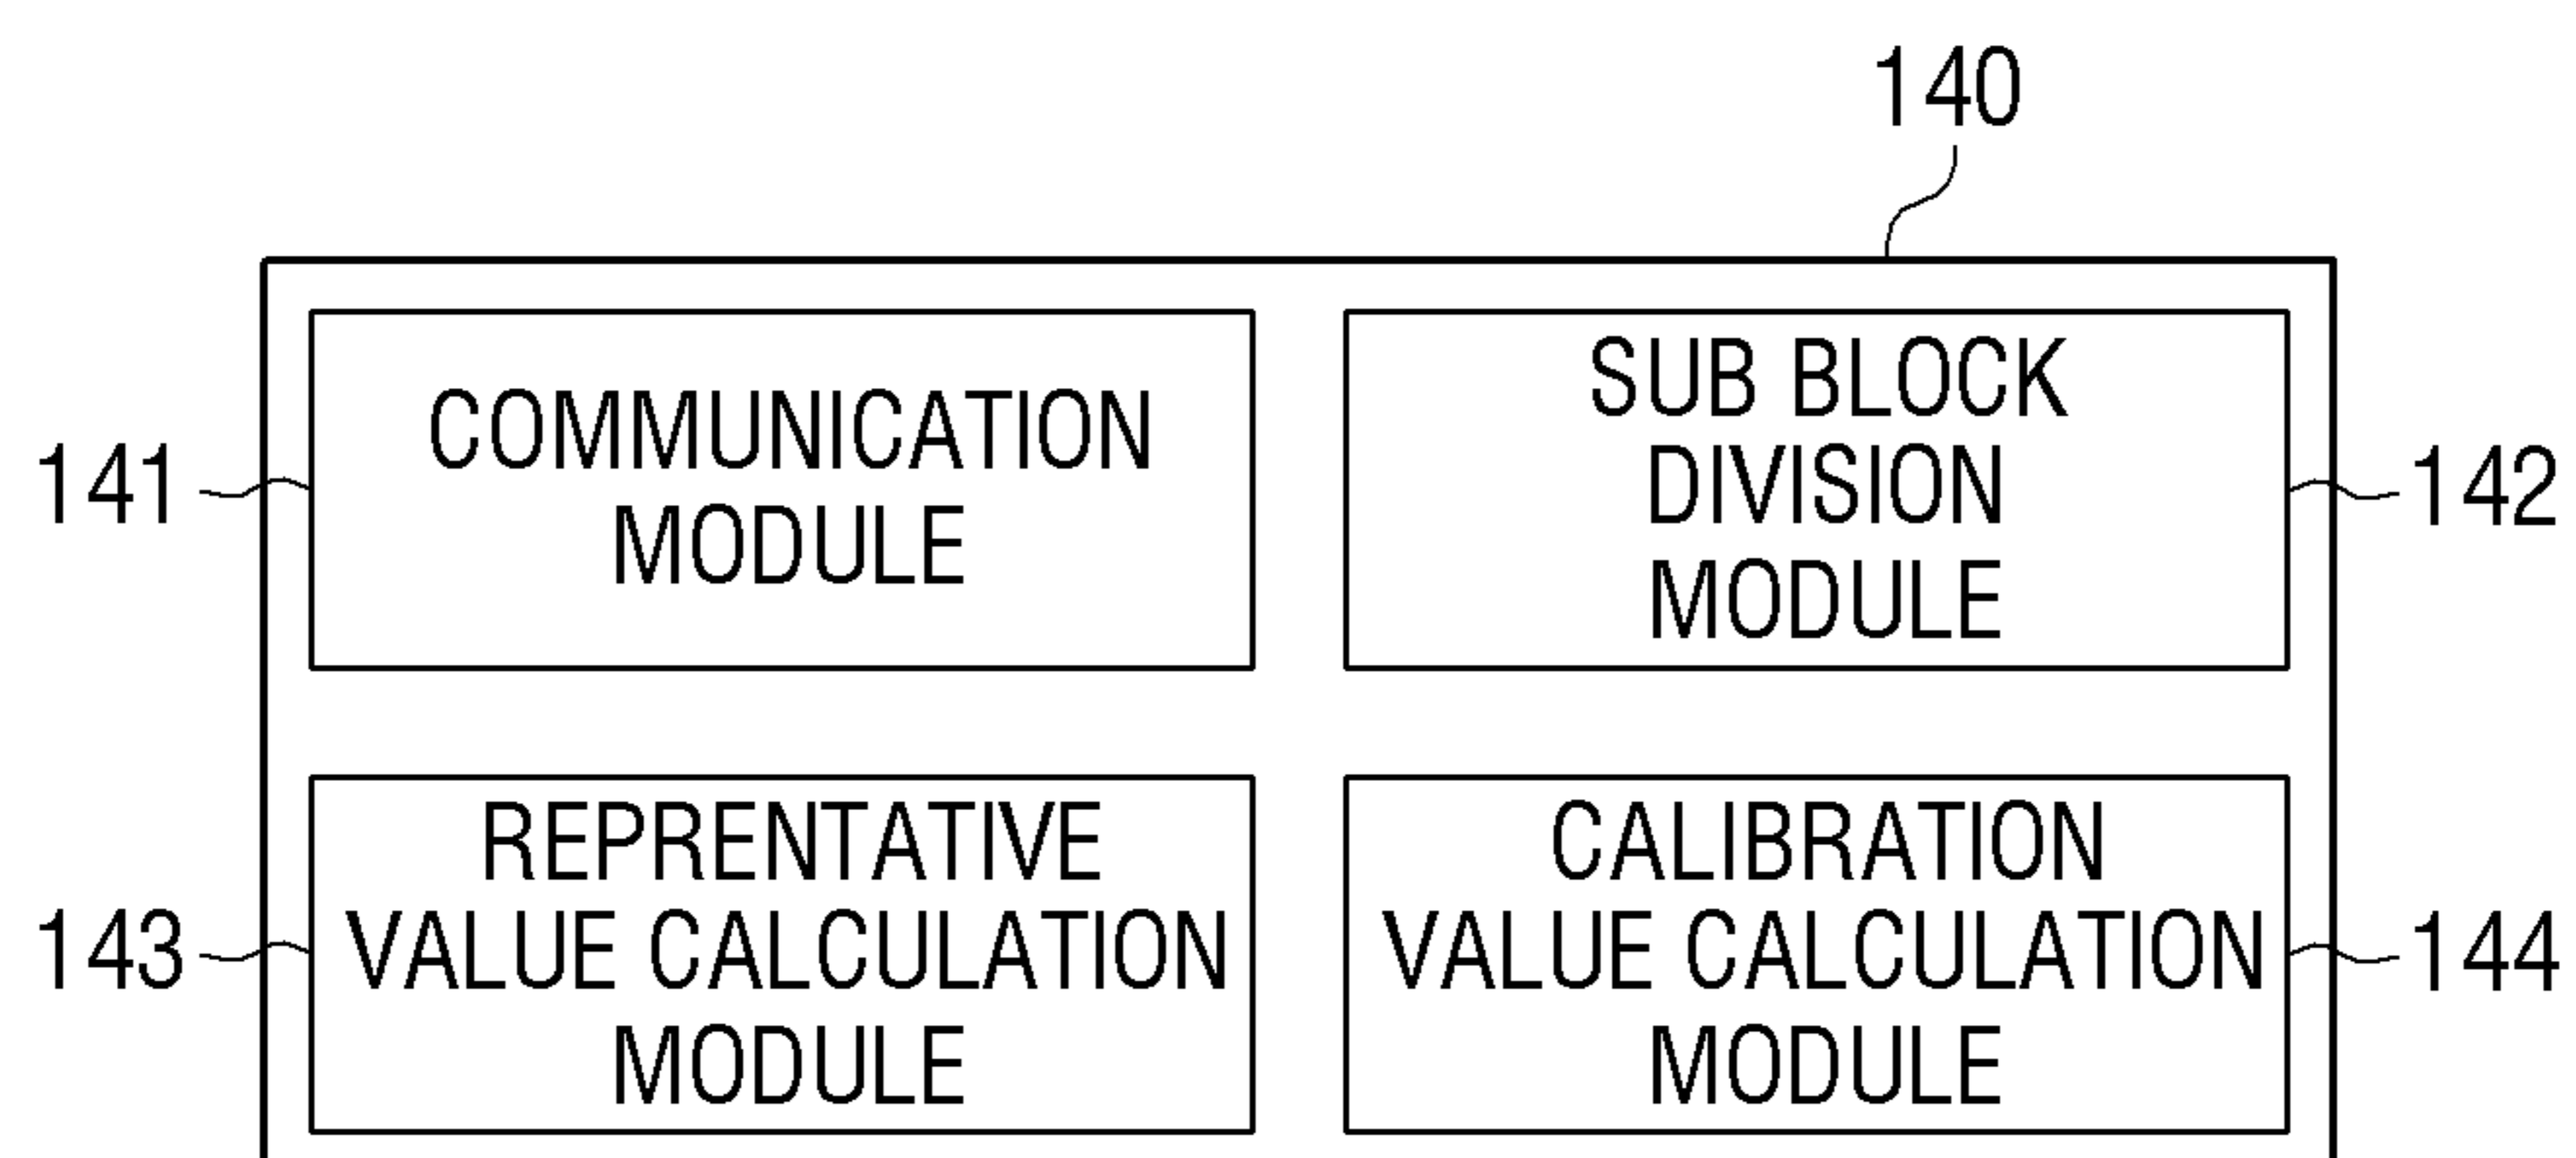 140
141
COMMUNICATION
MODULE
SUB BLOCK
DIVISION
MODULE
142
143
REPRENTATIVE
VALUE CALCULATION
MODULE
CALIBRATION
VALUE CALCULATION
MODULE
144